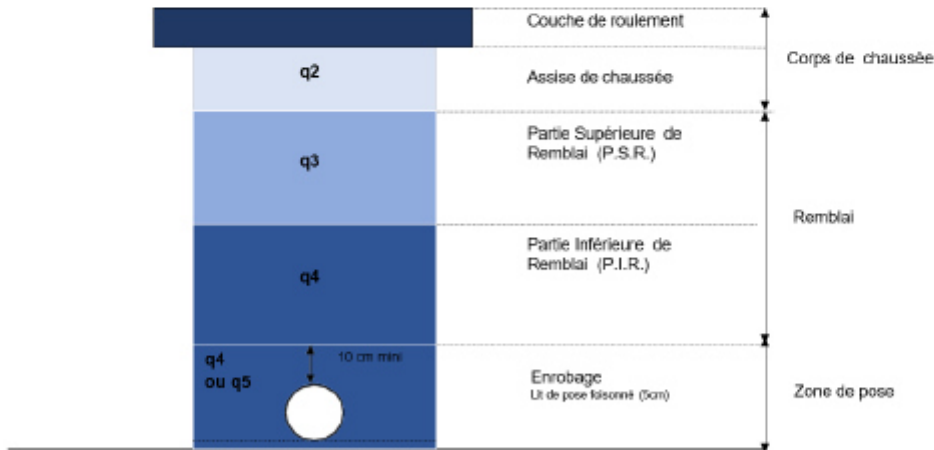 Couche de roulement
Corps de chaussée
q2
Assise de chaussée
q3
Partie Supérieure de
Remblai (P.S.R.)
Remblai
q4
Partie Inférieure de
Remblai (P.I.R.)
q4
ou q5
10 cm mini
Enrobage
Lit de pose foisonné (5cm)
Zone de pose